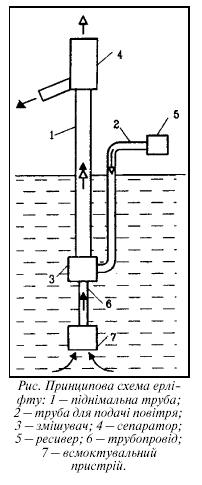 4
1
2
5
3
6
7
Рис. Принципова схема ерлі-
фту: 1 — піднімальна труба;
2 — труба для подачі повітря;
3 — змішувач; 4 — сепаратор;
5 — ресивер; 6 — трубопровід;
7 — всмоктувальний
пристрій.